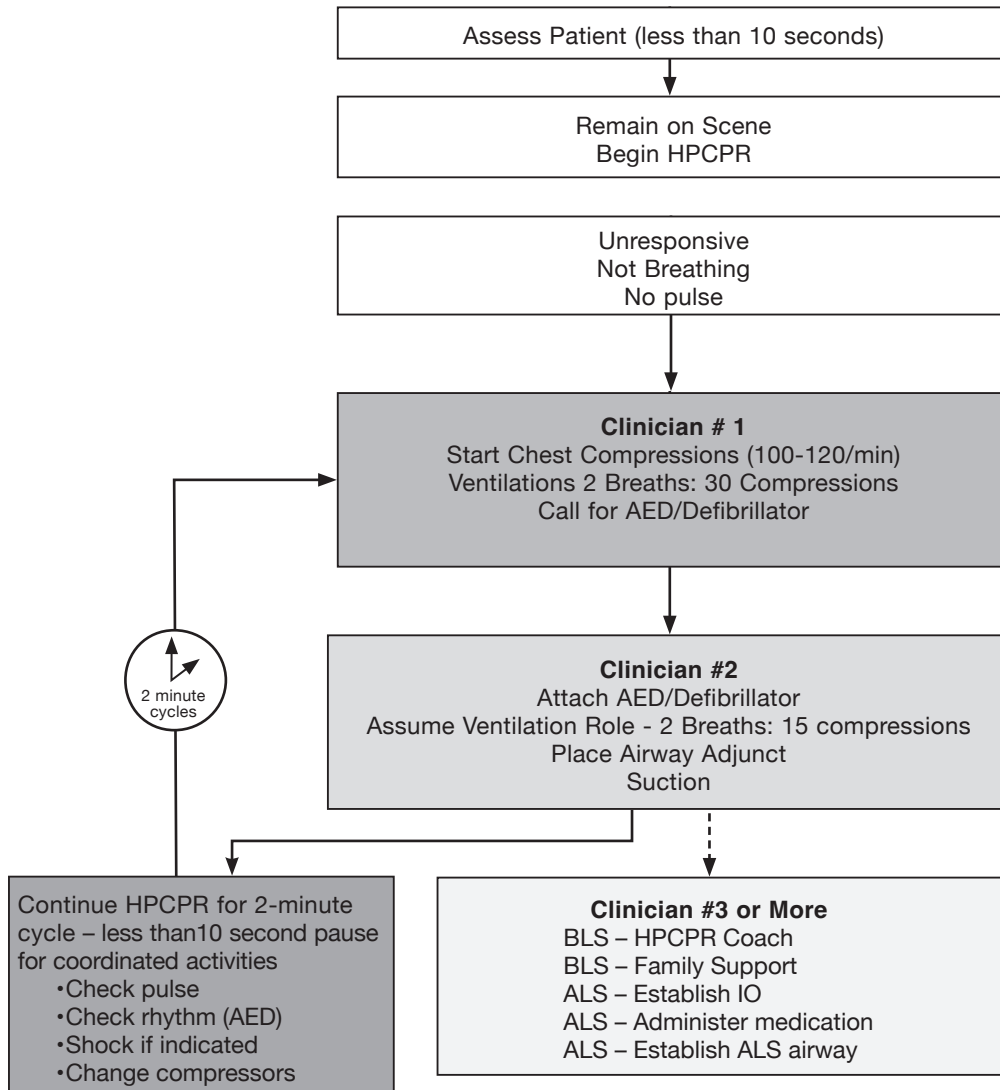 Assess Patient (less than 10 seconds)
Remain on Scene
Begin HPCPR
Unresponsive
Not Breathing
No pulse
Clinician # 1
Start Chest Compressions (100-120/min)
Ventilations 2 Breaths: 30 Compressions
Call for AED/Defibrillator
2 minute
cycles
Clinician #2
Attach AED/Defibrillator
Assume Ventilation Role - 2 Breaths: 15 compressions
Place Airway Adjunct
Suction
Continue HPCPR for 2-minute
cycle – less than10 second pause
for coordinated activities
•Check pulse
•Check rhythm (AED)
•Shock if indicated
•Change compressors
Clinician #3 or More
BLS – HPCPR Coach
BLS – Family Support
ALS – Establish IO
ALS – Administer medication
ALS – Establish ALS airway